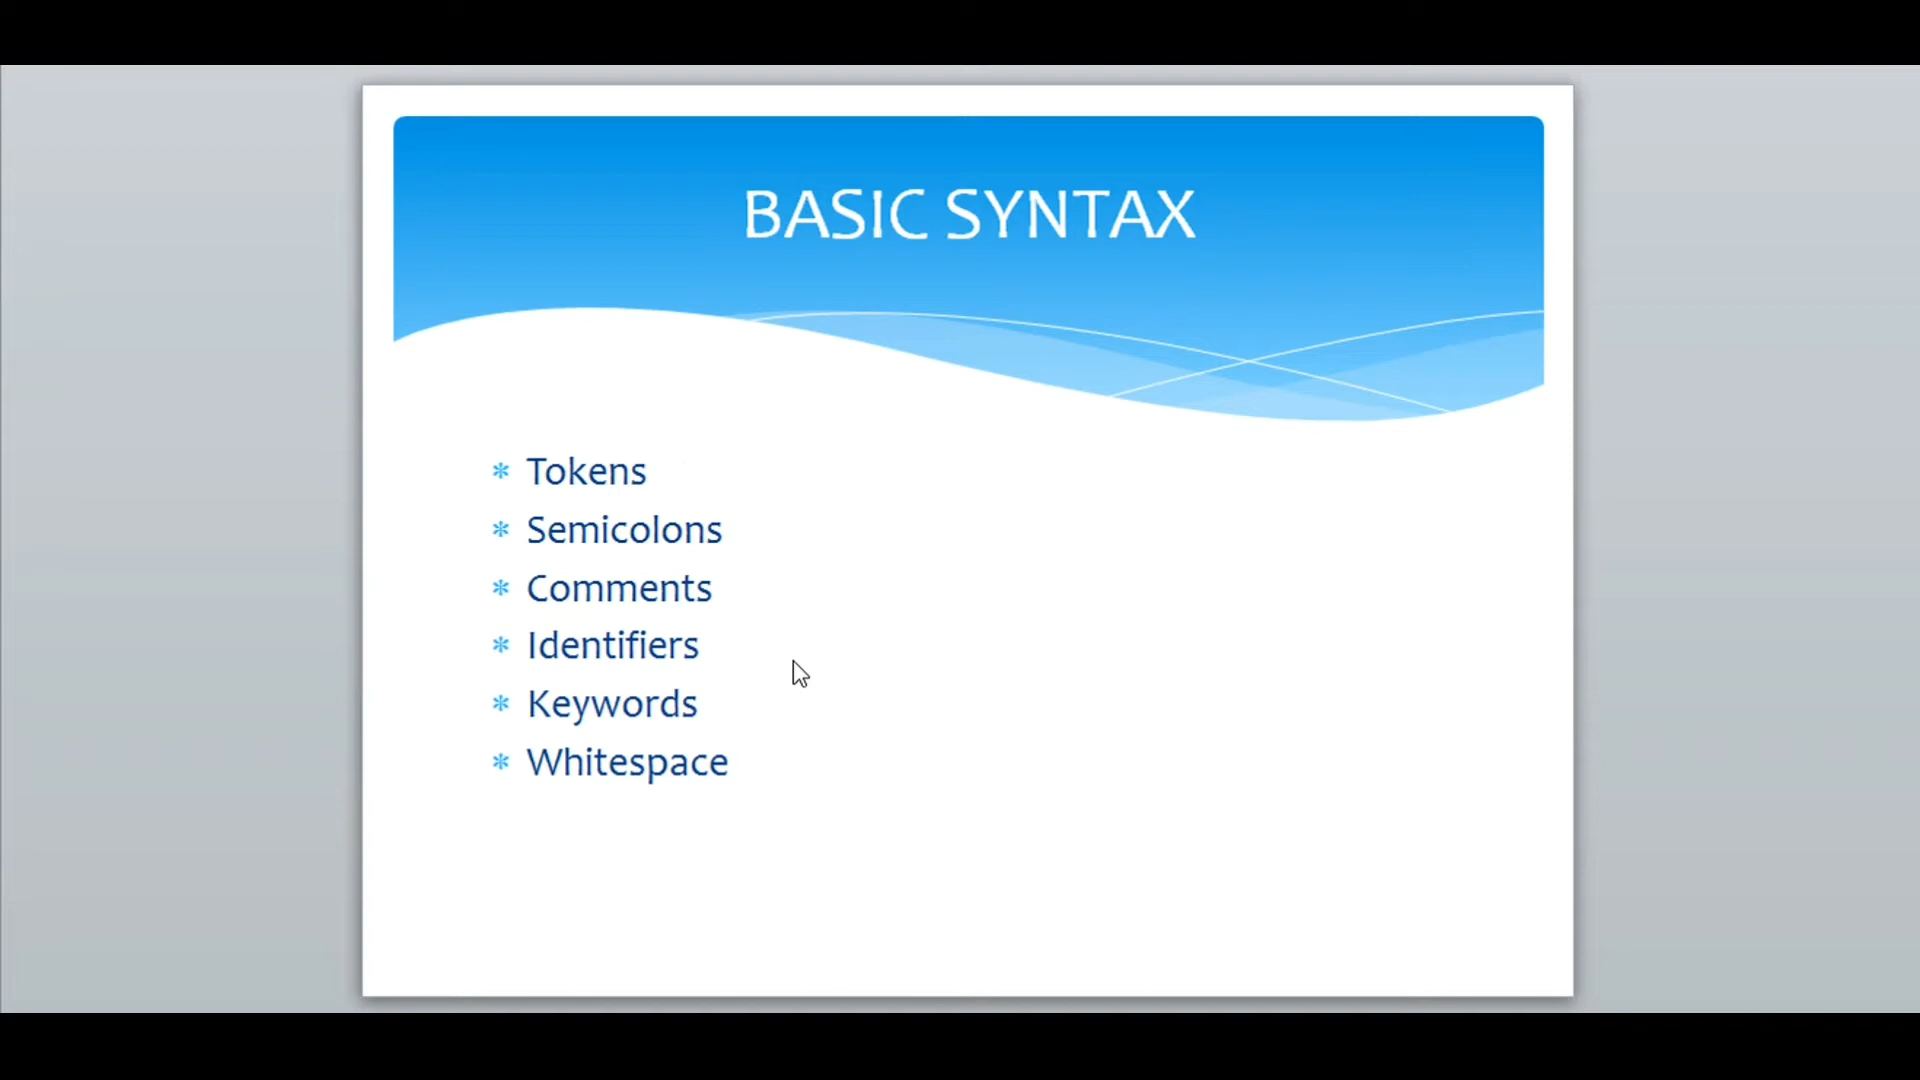 BASIC SYNTAX
* Tokens
* Semicolons
* Comments
* Identifiers
* Keywords
* Whitespace